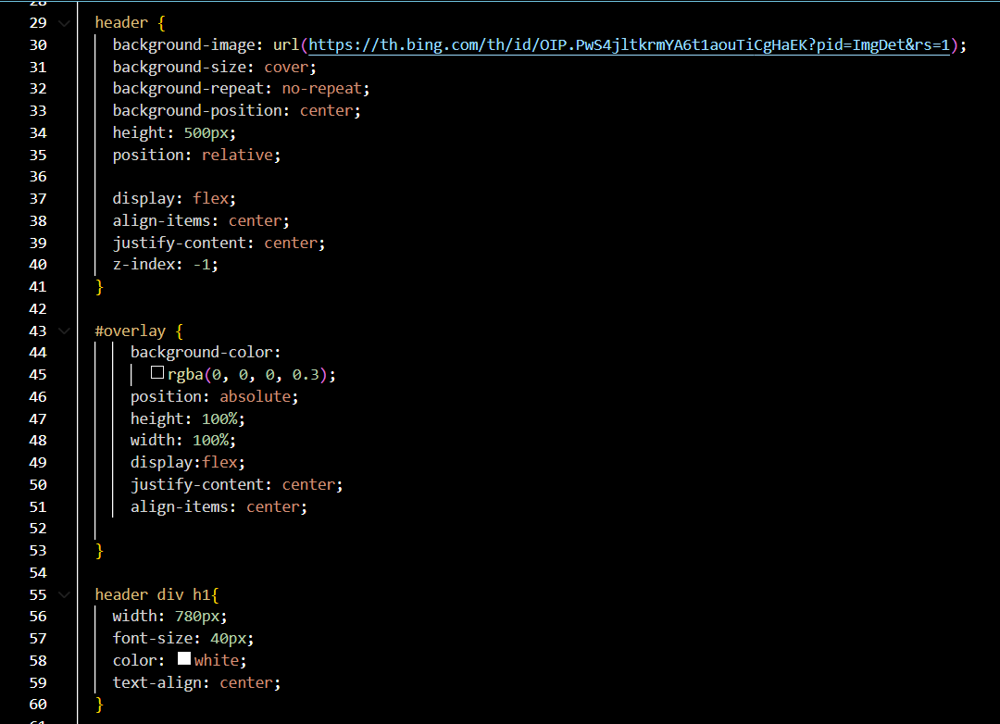 28
29 header {
30 background-image: url(https://th.bing.com/th/id/OIP.PwS4jltkrmYA6t1aouTiCgHaEK?pid=ImgDet&rs=1);
31 background-size: cover;
32 background-repeat: no-repeat;
33 background-position: center;
34 height: 500px;
35 position: relative;
36
37 display: flex;
38 align-items: center;
39 justify-content: center;
40 z-index: -1;
41 }
42
43 #overlay {
44 background-color:
45 rgba(0, 0, 0, 0.3);
46 position: absolute;
47 height: 100%;
48 width: 100%;
49 display:flex;
50 justify-content: center;
51 align-items: center;
52
53 }
54
55 header div h1{
56 width: 780px;
57 font-size: 40px;
58 color: white;
59 text-align: center;
60 }
61